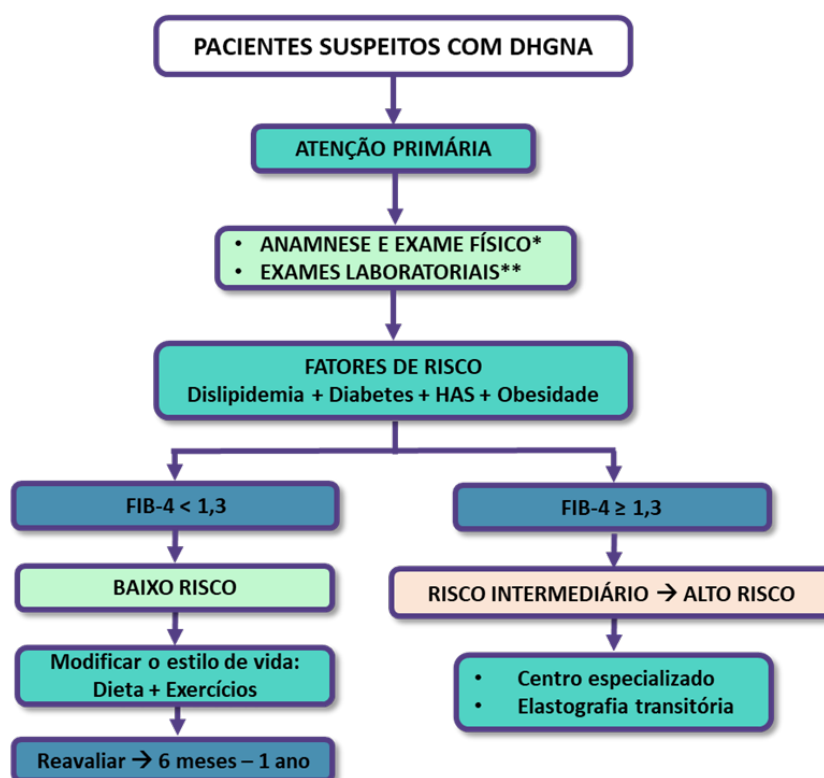 PACIENTES SUSPEITOS COM DHGNA
ATENÇÃO PRIMÁRIA
• ANAMNESE E EXAME FÍSICO*
• EXAMES LABORATORIAIS**
FATORES DE RISCO
Dislipidemia + Diabetes + HAS + Obesidade
FIB-4 < 1,3
BAIXO RISCO
Modificar o estilo de vida:
Dieta + Exercícios
Reavaliar → 6 meses – 1 ano
FIB-4 ≥ 1,3
RISCO INTERMEDIÁRIO → ALTO RISCO
• Centro especializado
• Elastografia transitória